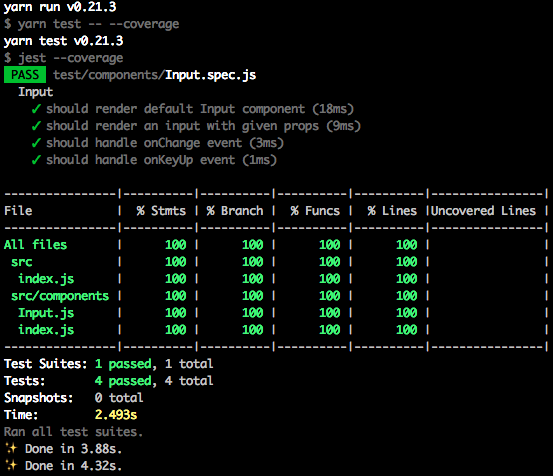 yarn run v0.21.3
$ yarn test -- --coverage
yarn test v0.21.3
$ jest --coverage
PASS test/components/Input.spec.js
  Input
    ✓ should render default Input component (18ms)
    ✓ should render an input with given props (9ms)
    ✓ should handle onChange event (3ms)
    ✓ should handle onKeyUp event (1ms)
----------------|----------|----------|----------|----------|----------------|
File            |  % Stmts | % Branch |  % Funcs |  % Lines |Uncovered Lines |
----------------|----------|----------|----------|----------|----------------|
All files       |      100 |      100 |      100 |      100 |                |
 src            |      100 |      100 |      100 |      100 |                |
  index.js      |      100 |      100 |      100 |      100 |                |
 src/components |      100 |      100 |      100 |      100 |                |
  Input.js      |      100 |      100 |      100 |      100 |                |
  index.js      |      100 |      100 |      100 |      100 |                |
----------------|----------|----------|----------|----------|----------------|
Test Suites: 1 passed, 1 total
Tests:       4 passed, 4 total
Snapshots:   0 total
Time:        2.493s
Ran all test suites.
✨ Done in 3.88s.
✨ Done in 4.32s.